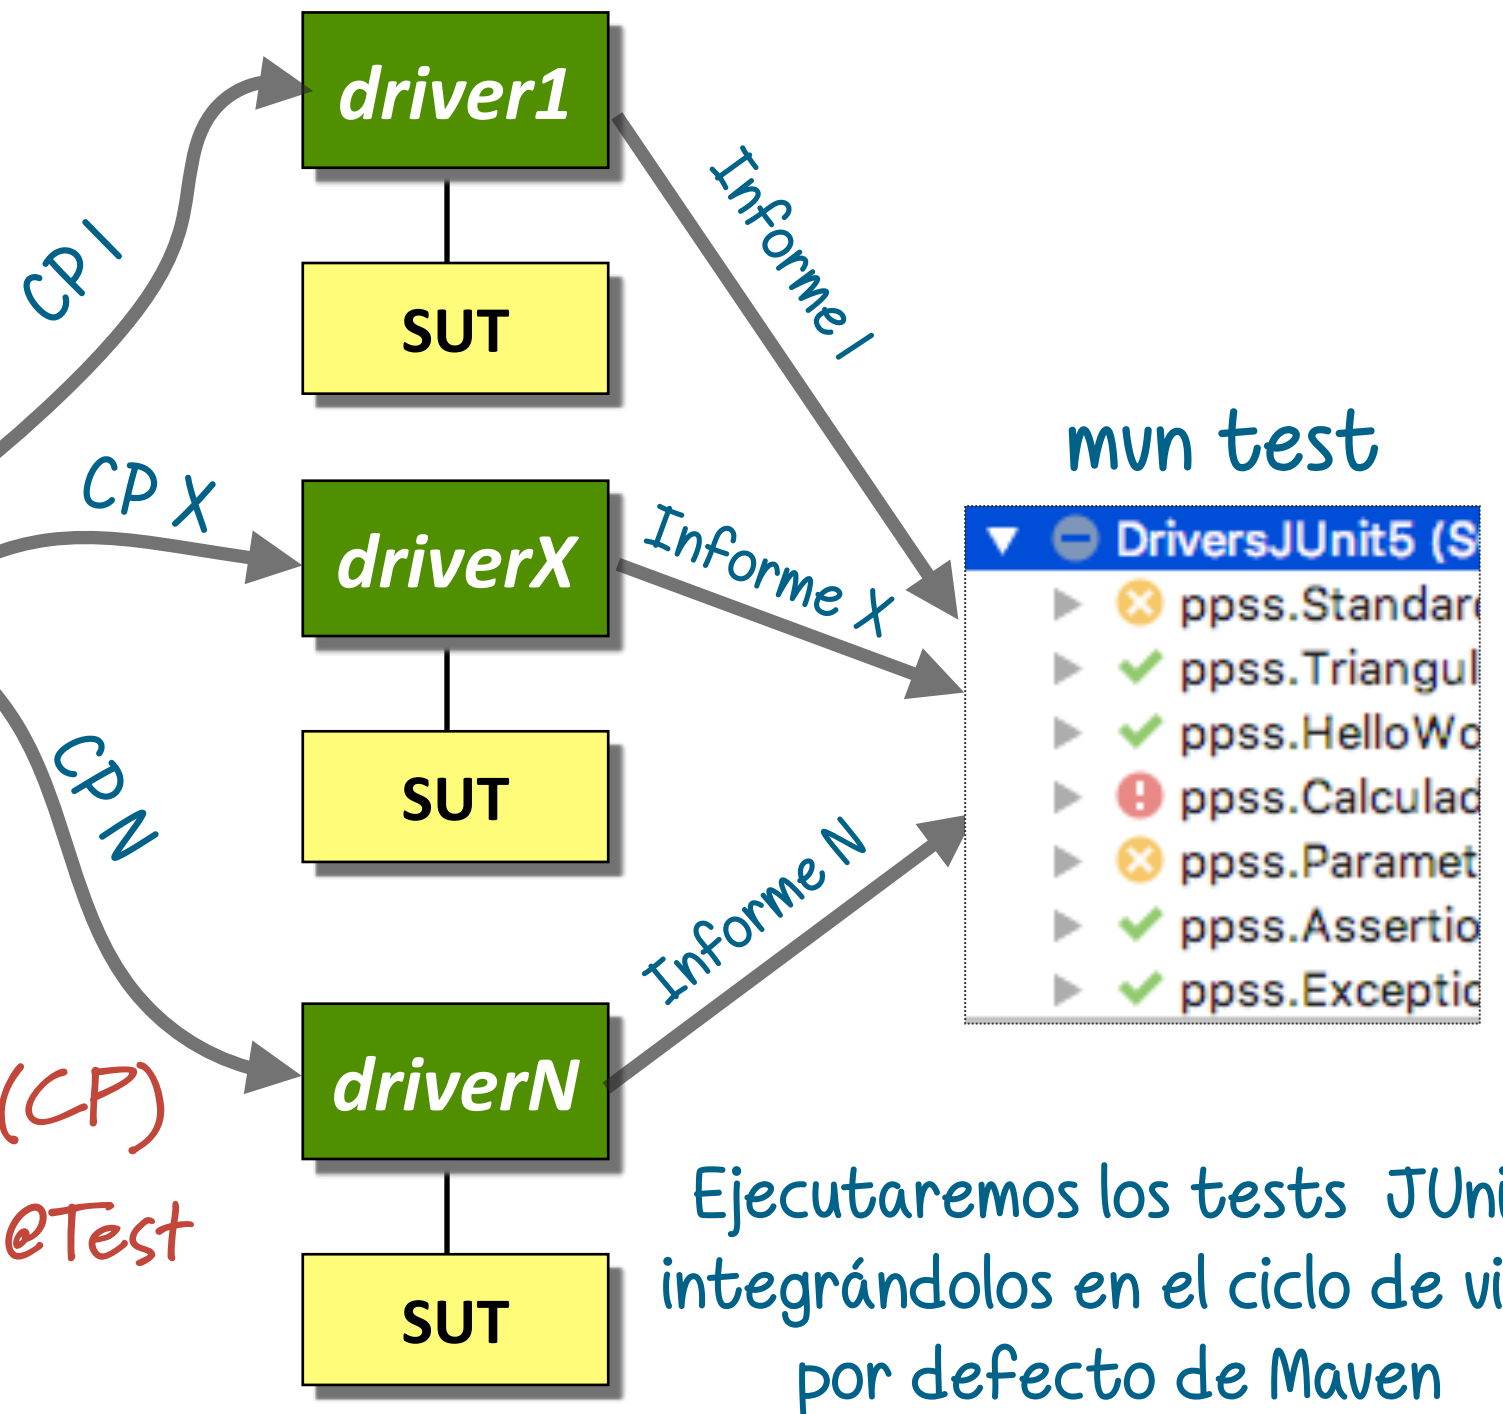 driver1
CP 1
Informe 1
SUT
mvn test
CP X
driverX
Informe X
SUT
DriversJUnit5 (S
ppss.Standar
ppss.Triangul
ppss.HelloWo
ppss.Calculad
ppss.Paramet
ppss.Assertio
ppss.Exceptio
CP N
Informe N
driverN
(CP)
@Test
SUT
Ejecutaremos los tests JUni
integrándolos en el ciclo de vi
por defecto de Maven